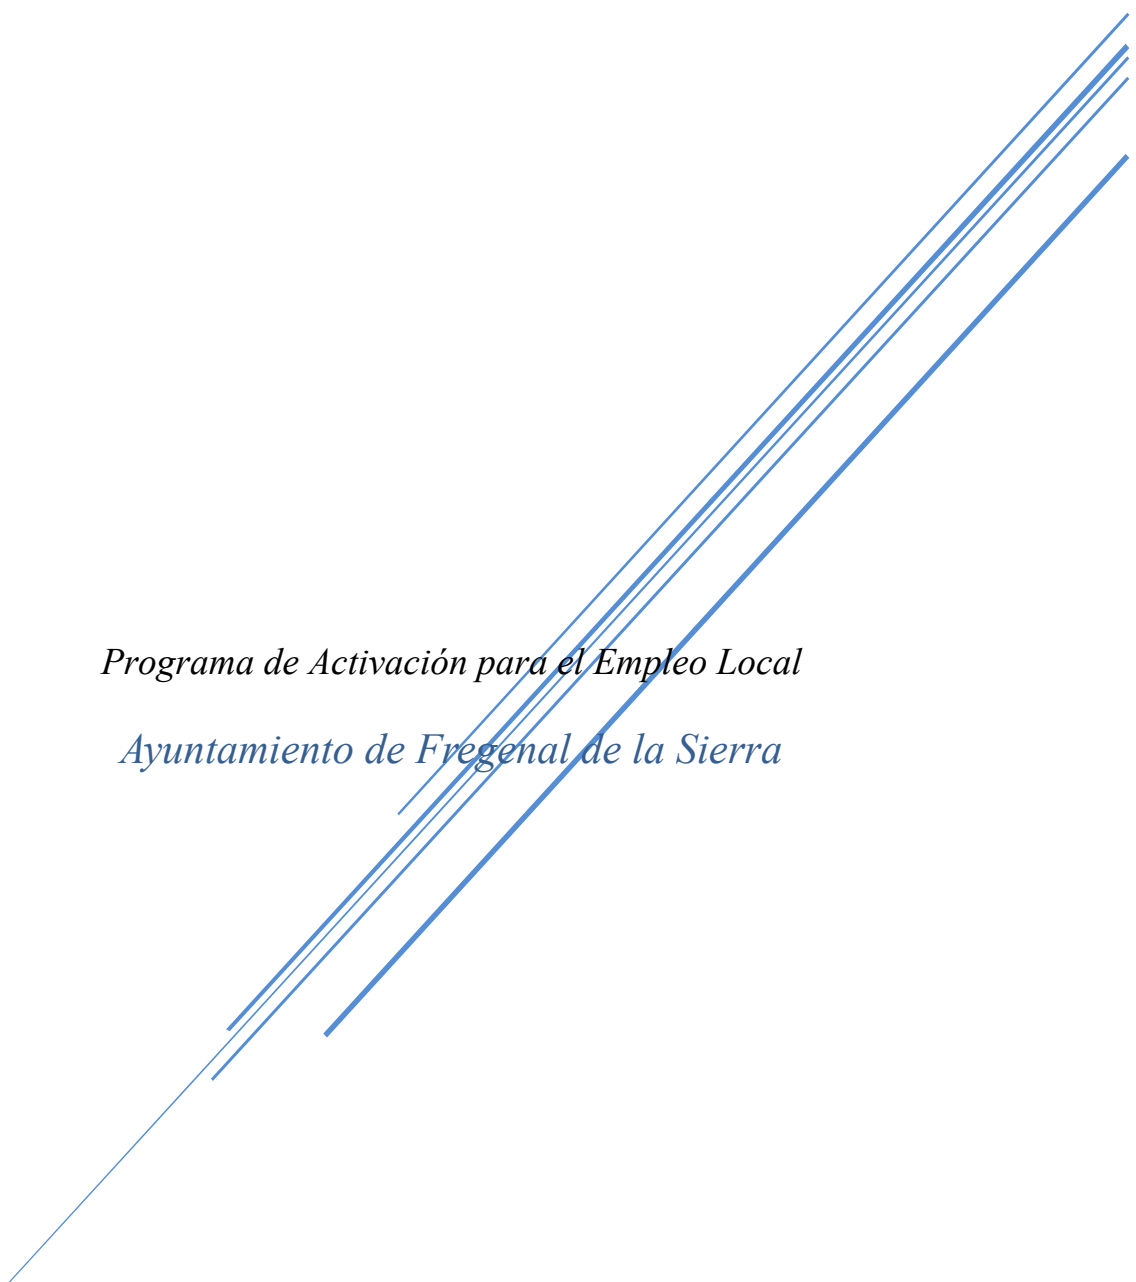 Programa de Activación para el Empleo Local
Ayuntamiento de Fregenal de la Sierra